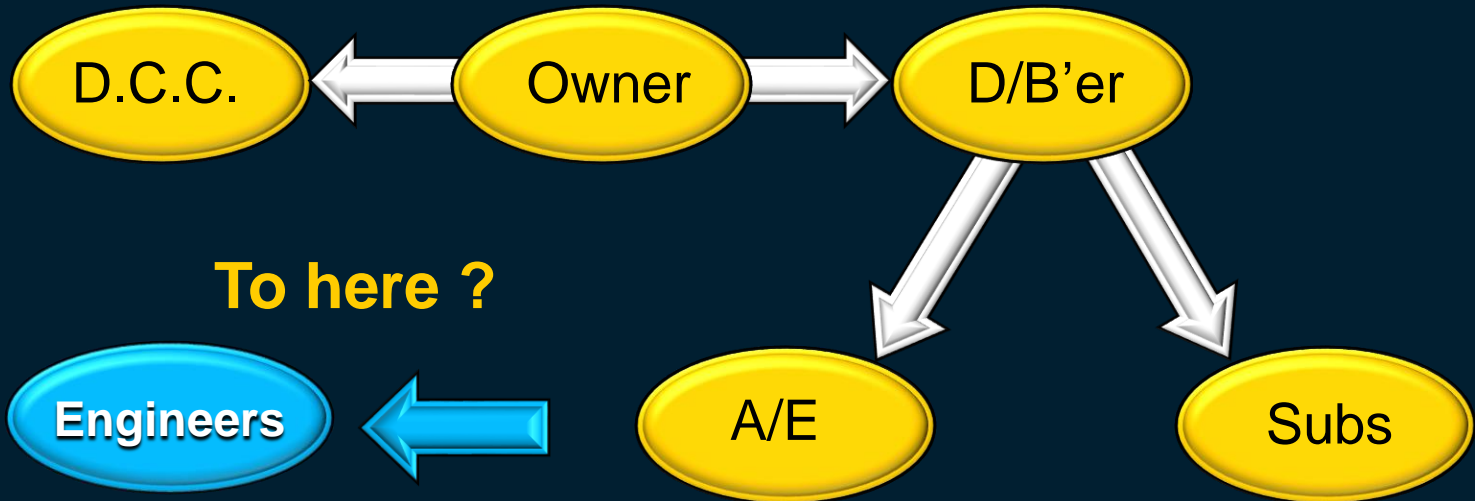 D.C.C.
Owner
D/B’er
To here ?
Engineers
A/E
Subs